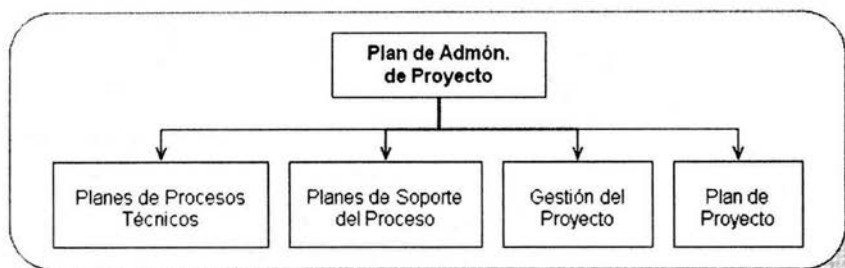 Plan de Admón.
de Proyecto
Planes de Procesos
Técnicos
Planes de Soporte
del Proceso
Gestión del
Proyecto
Plan de
Proyecto